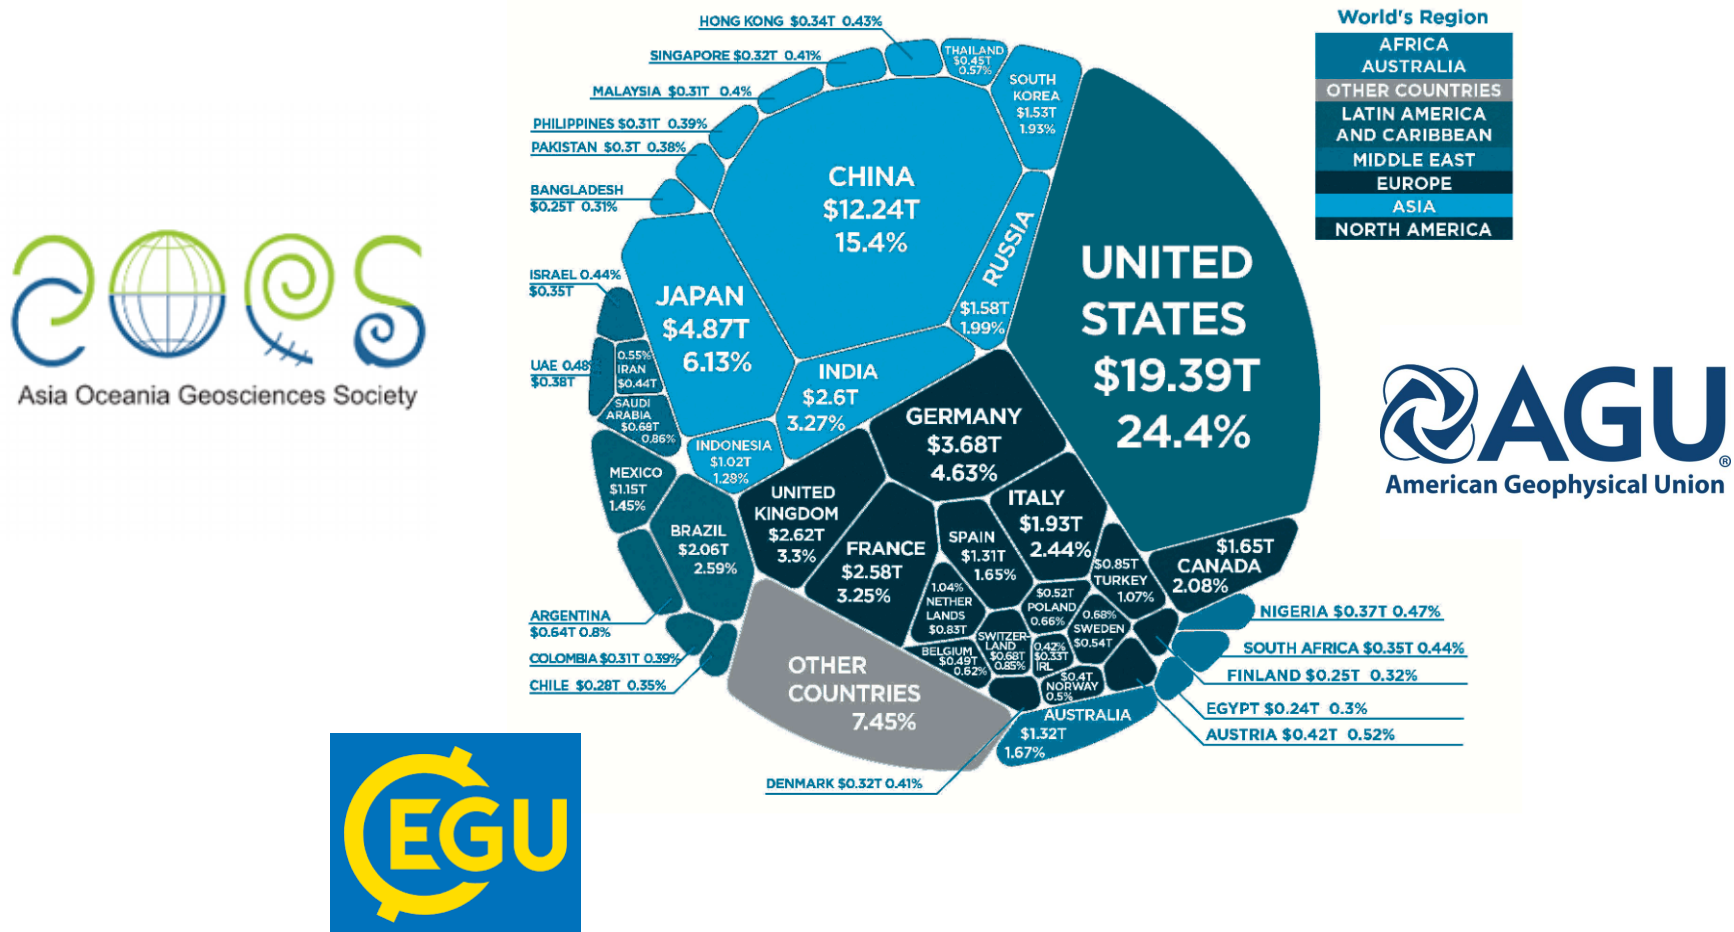 HONG KONG $0.34T 0.43%
SINGAPORE $0.32T 0.41%
MALAYSIA $0.31T 0.4%
PHILIPPINES $0.31T 0.39%
PAKISTAN $0.3T 0.38%
BANGLADESH
$0.25T 0.31%
THAILAND
$0.45T
0.57%
SOUTH
KOREA
$1.53T
1.93%
CHINA
$12.24T
15.4%
RUSSIA
$1.58T
1.99%
JAPAN
$4.87T
6.13%
INDIA
$2.6T
3.27%
INDONESIA
$1.02T
1.28%
UNITED
STATES
$19.39T
24.4%
World's Region
AFRICA
AUSTRALIA
OTHER COUNTRIES
LATIN AMERICA
AND CARIBBEAN
MIDDLE EAST
EUROPE
ASIA
NORTH AMERICA
aogs
Asia Oceania Geosciences Society
AGU®
American Geophysical Union
ISRAEL 0.44%
$0.35T
UAE 0.48%
$0.38T
0.55%
IRAN
$0.44T
SAUDI
ARABIA
$0.68T
0.86%
MEXICO
$1.15T
1.45%
BRAZIL
$2.06T
2.59%
ARGENTINA
$0.64T 0.8%
COLOMBIA $0.31T 0.39%
CHILE $0.28T 0.35%
GERMANY
$3.68T
4.63%
UNITED
KINGDOM
$2.62T
3.3%
FRANCE
$2.58T
3.25%
SPAIN
$1.31T
1.65%
ITALY
$1.93T
2.44%
$0.85T
TURKEY
1.07%
$1.65T
CANADA
2.08%
1.04%
NETHER
LANDS
$0.83T
$0.52T
POLAND
0.66%
0.68%
SWEDEN
$0.54T
SWITZER-
LAND
$0.68T
0.85%
0.42%
$0.33T
IRL
BELGIUM
$0.49T
0.62%
$0.4T
NORWAY
0.5%
OTHER
COUNTRIES
7.45%
AUSTRALIA
$1.32T
1.67%
NIGERIA $0.37T 0.47%
SOUTH AFRICA $0.35T 0.44%
FINLAND $0.25T 0.32%
EGYPT $0.24T 0.3%
AUSTRIA $0.42T 0.52%
DENMARK $0.32T 0.41%
EGU